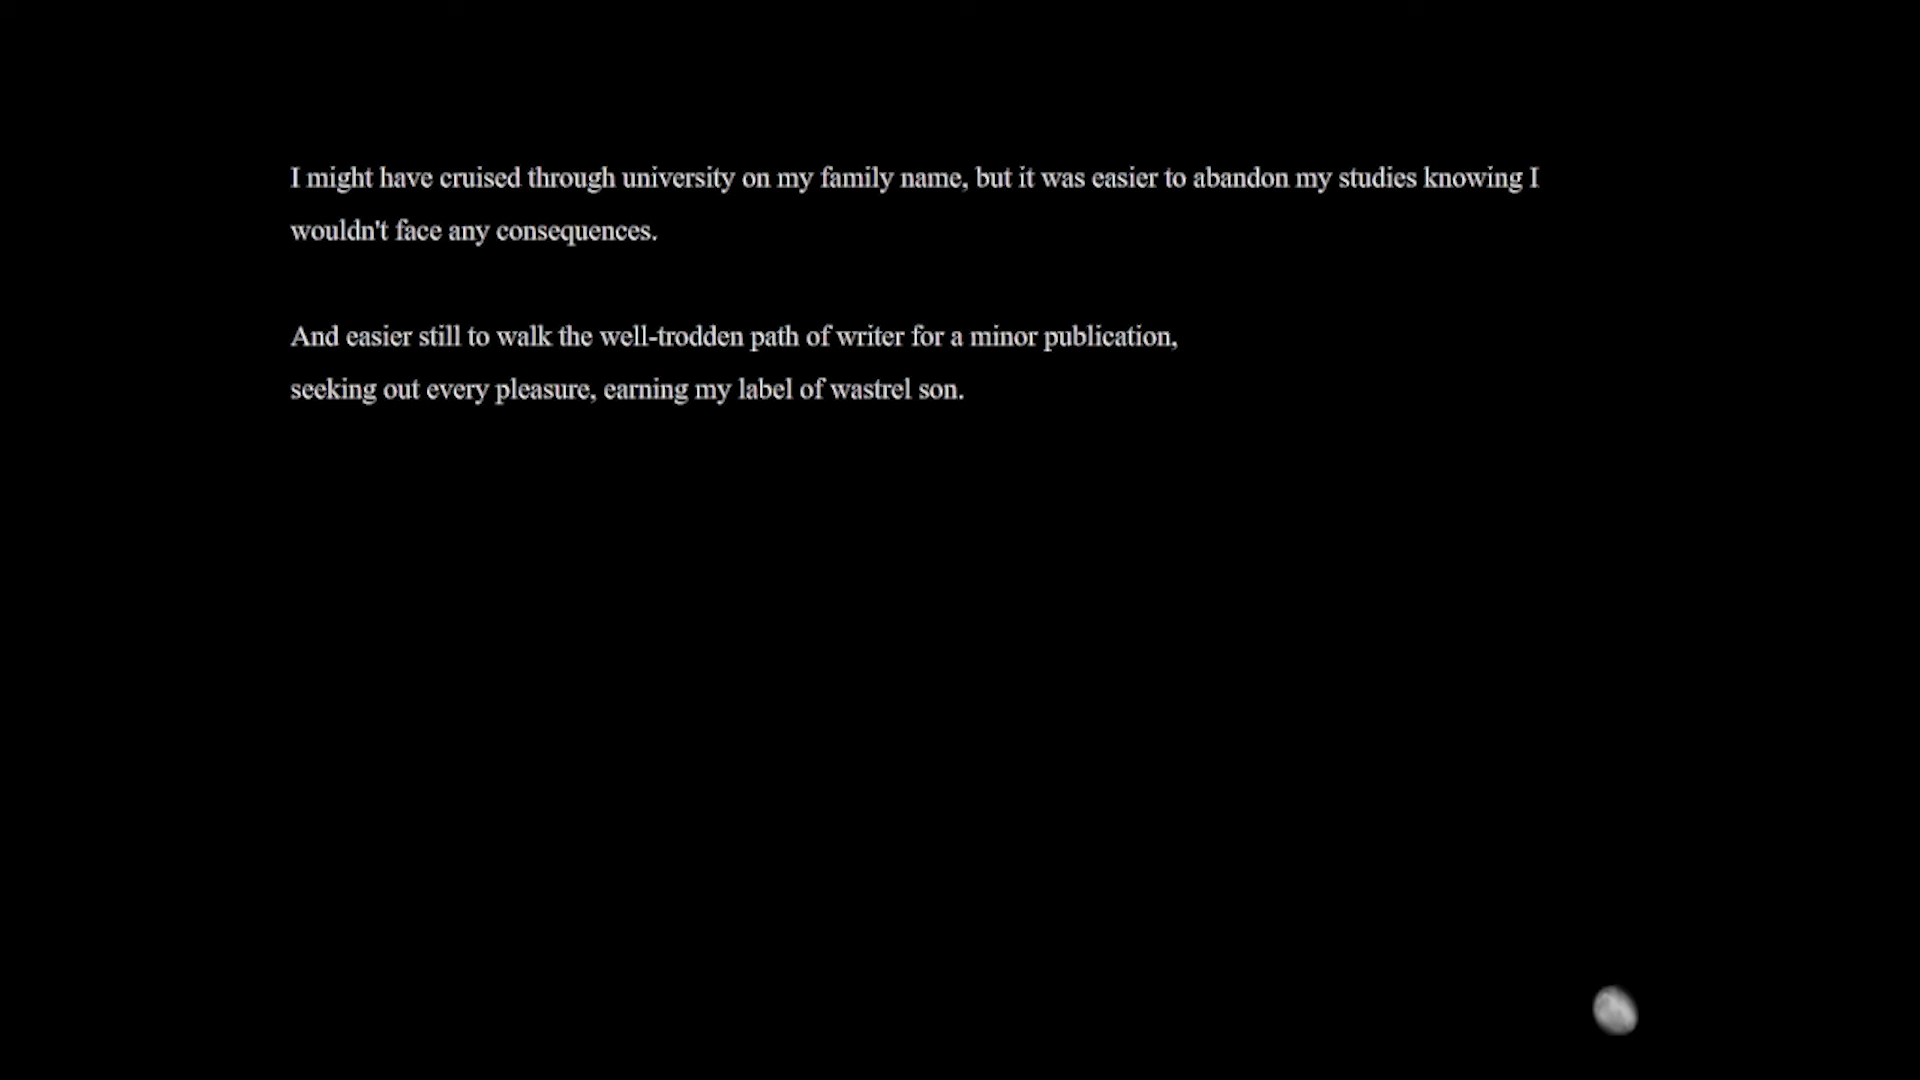 I might have cruised through university on my family name, but it was easier to abandon my studies knowing I
wouldn't face any consequences.
And easier still to walk the well-trodden path of writer for a minor publication,
seeking out every pleasure, earning my label of wastrel son.